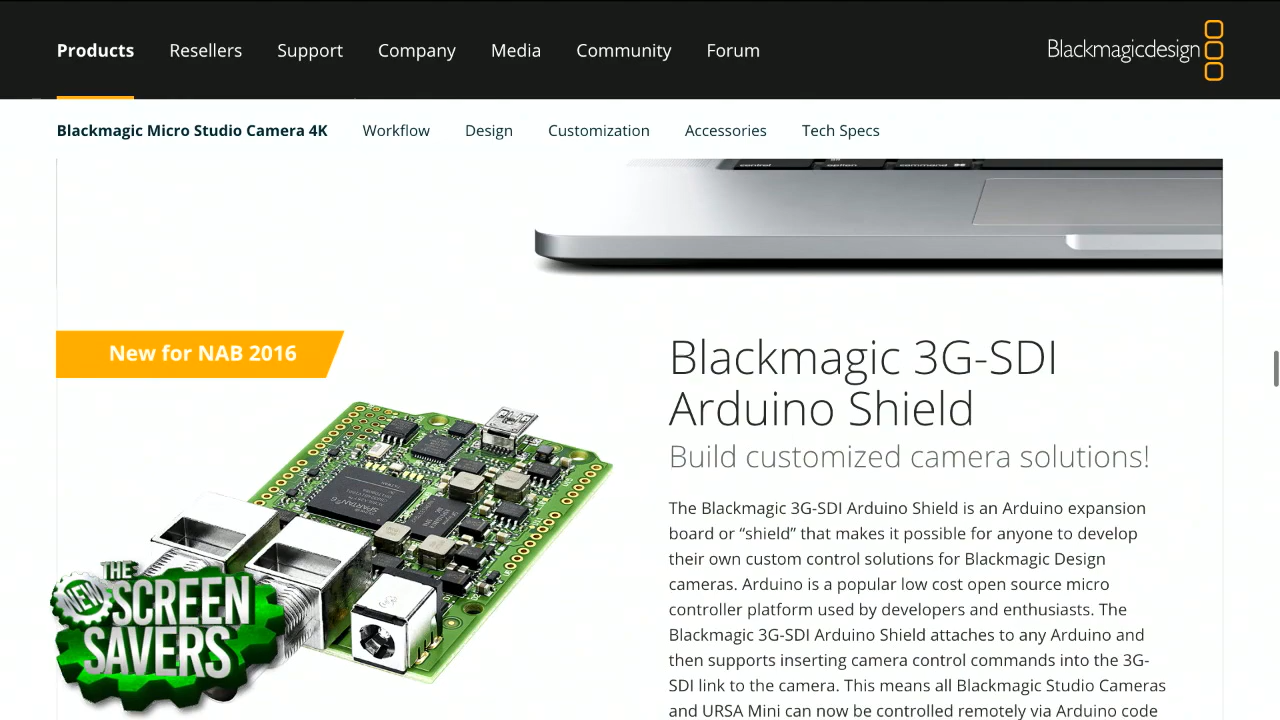 Products Resellers Support Company Media Community Forum
Blackmagicdesign
Blackmagic Micro Studio Camera 4K Workflow Design Customization Accessories Tech Specs
control option command ⌘
New for NAB 2016
Blackmagic 3G-SDI
Arduino Shield
Build customized camera solutions!
The Blackmagic 3G-SDI Arduino Shield is an Arduino expansion
board or “shield” that makes it possible for anyone to develop
their own custom control solutions for Blackmagic Design
cameras. Arduino is a popular low cost open source micro
controller platform used by developers and enthusiasts. The
Blackmagic 3G-SDI Arduino Shield attaches to any Arduino and
then supports inserting camera control commands into the 3G-
SDI link to the camera. This means all Blackmagic Studio Cameras
and URSA Mini can now be controlled remotely via Arduino code
SPARTAN-6
THE
NEW SCREEN
SAVERS